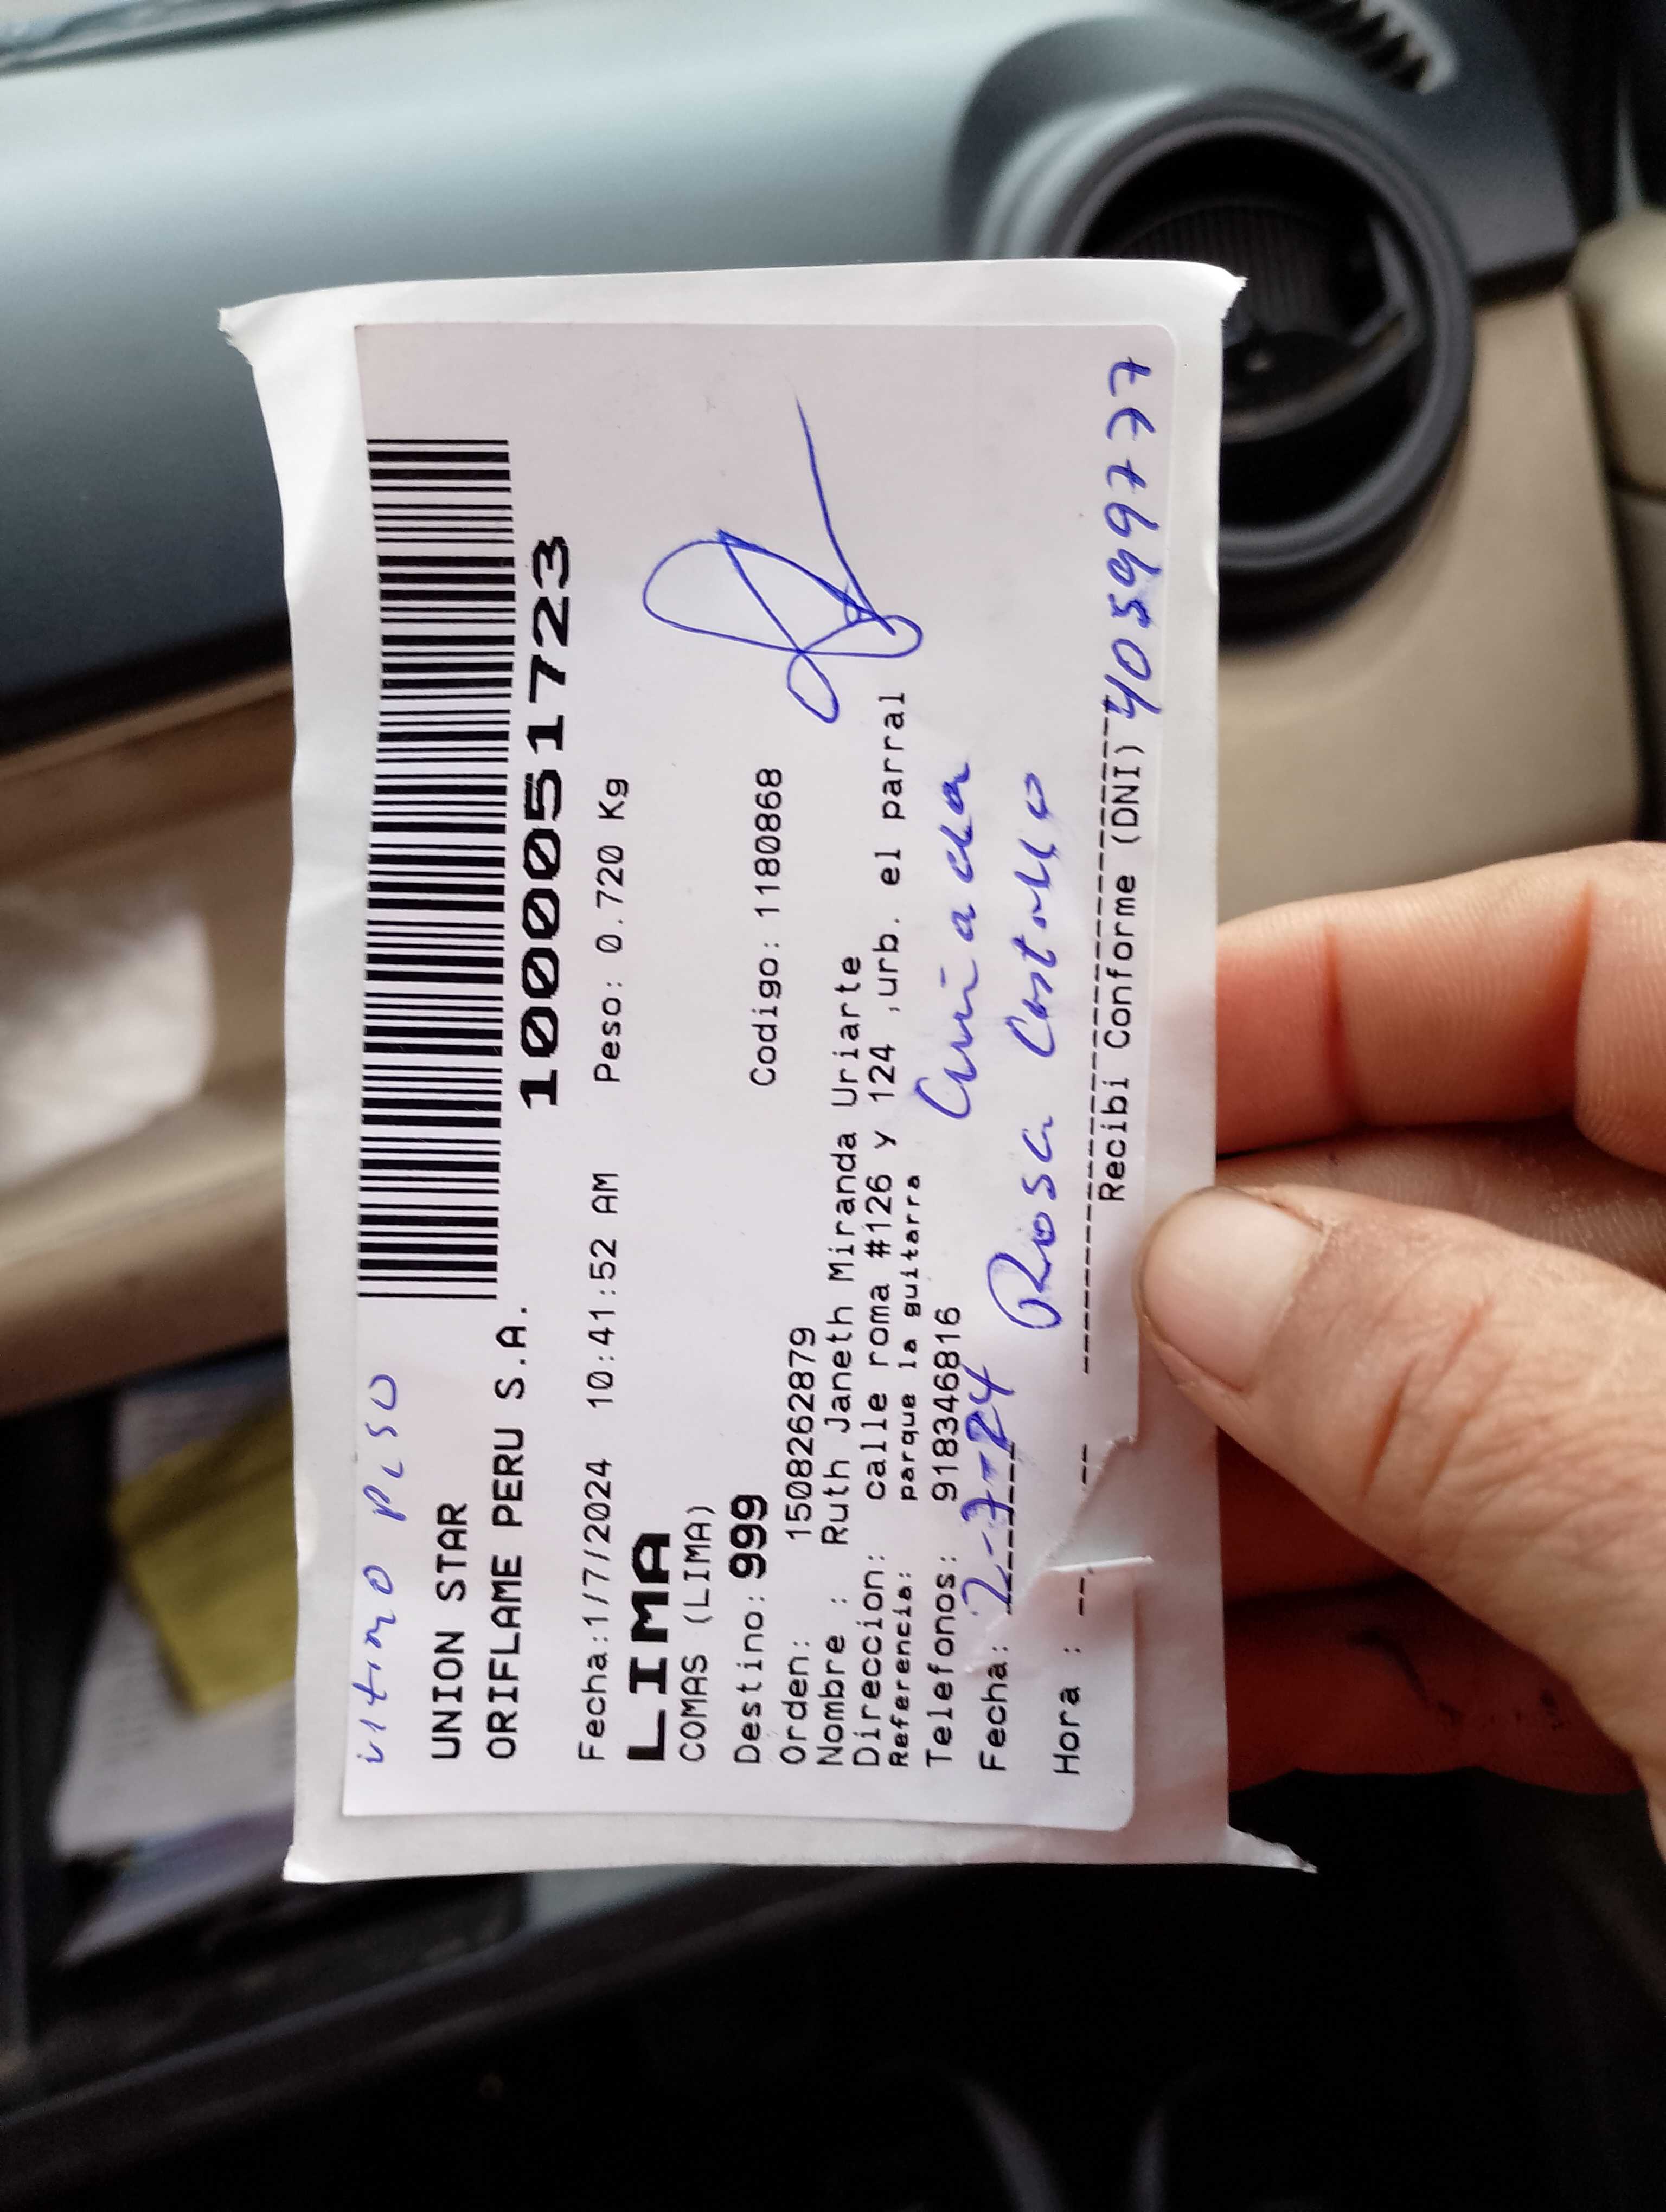 ultimo piso
UNION STAR
ORIFLAME PERU S.A.
1000051723
Fecha:1/7/2024 10:41:52 AM Peso: 0.720 Kg
LIMA
COMAS (LIMA)
Destino: 999 Codigo: 1180868
Orden: 1508262879
Nombre : Ruth Janeth Miranda Uriarte
Direccion: calle roma #126 y 124 ,urb. el parral
Referencia: parque la guitarra
Telefonos: 918346816
Cuñada
Fecha: 2-7-24 Rosa Castillo
Hora :
Recibi Conforme (DNI) 40599777